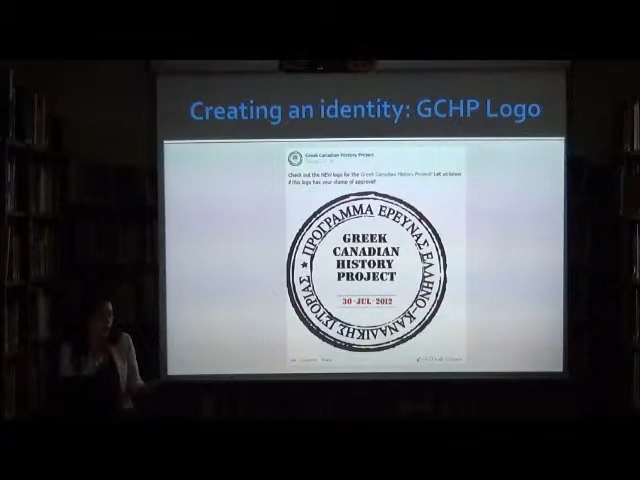 Creating an identity: GCHP Logo
Greek Canadian History Project
Check out the NEW logo for the Greek Canadian History Project! Let us know
if this logo has your stamp of approval!
ΠΡΟΓΡΑΜΜΑ ΕΡΕΥΝΑΣ ΕΛΛΗΝΟ-ΚΑΝΑΔΙΚΗΣ ΙΣΤΟΡΙΑΣ
GREEK
CANADIAN
HISTORY
PROJECT
30·JUL·2012